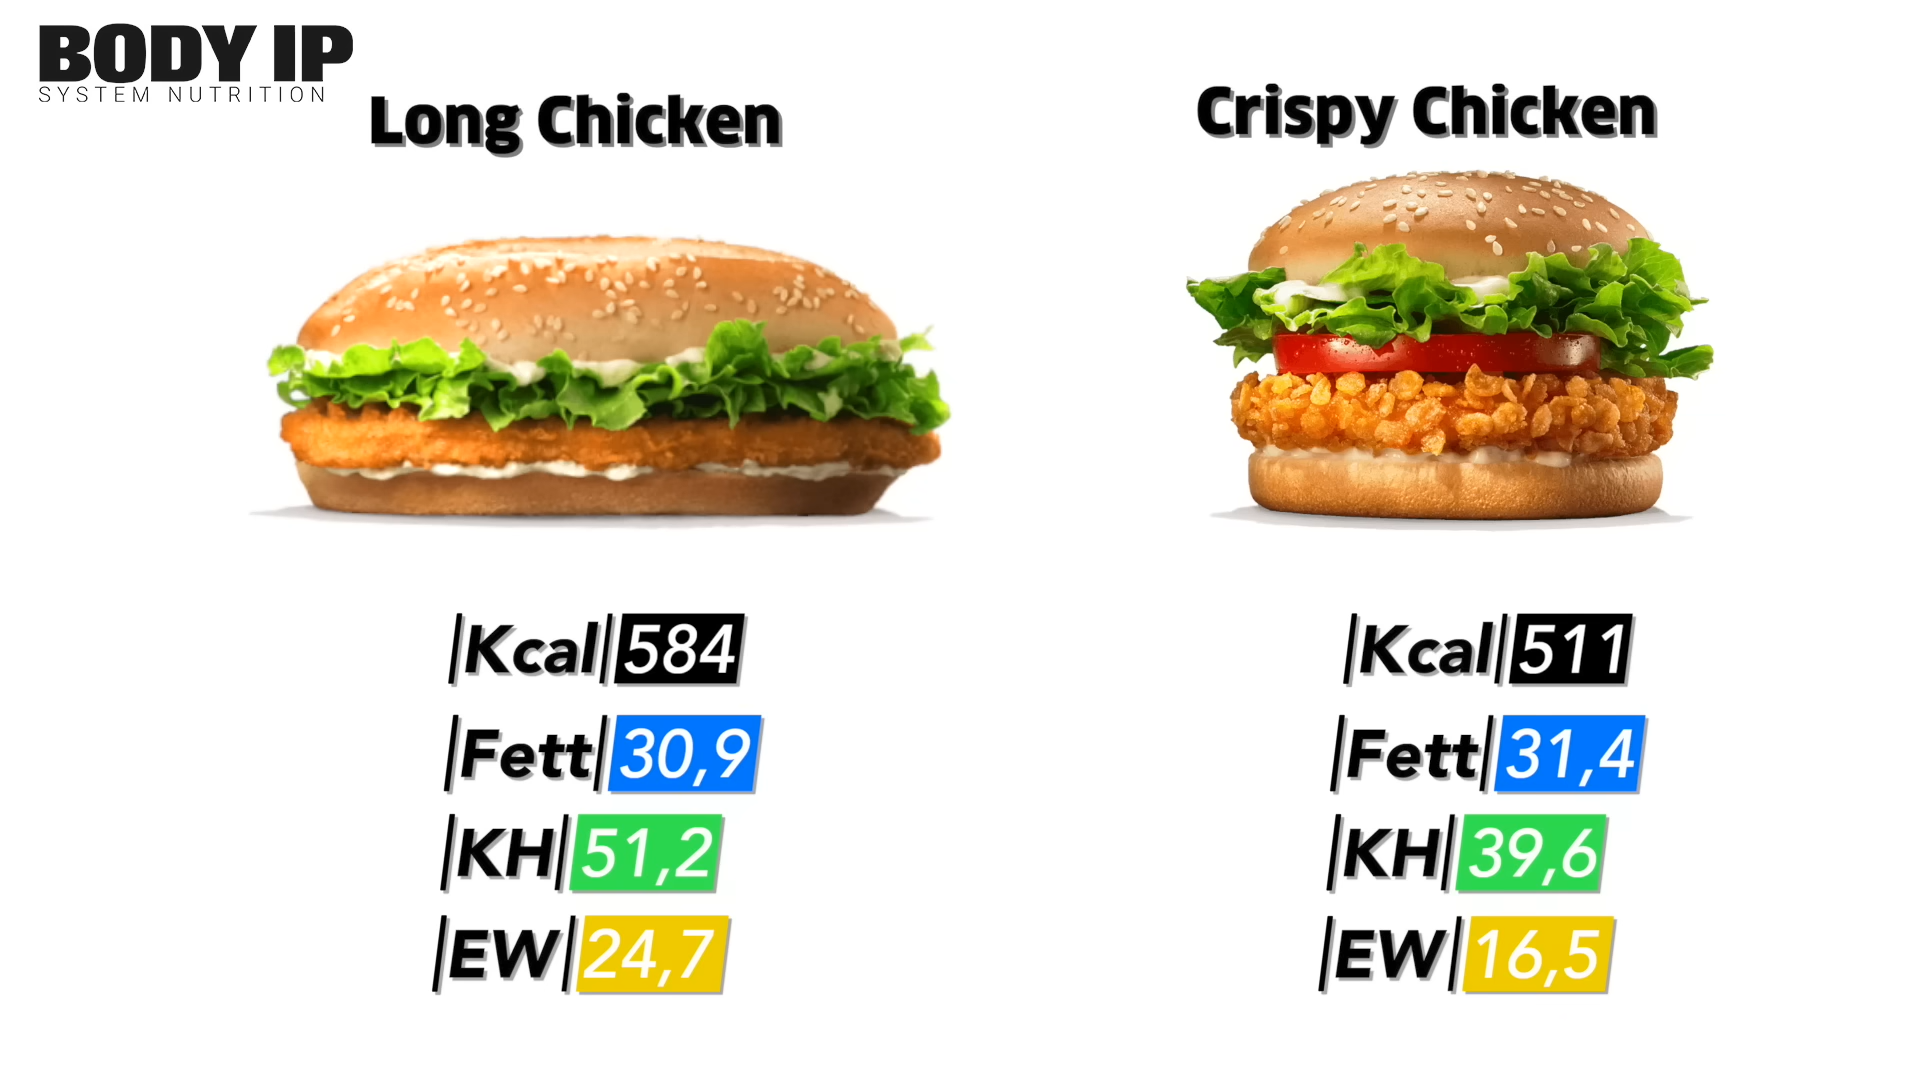 BODY IP
SYSTEM NUTRITION
Long Chicken
|Kcal| 584
|Fett| 30,9
|KH| 51,2
|EW| 24,7
Crispy Chicken
|Kcal| 511
|Fett| 31,4
|KH| 39,6
|EW| 16,5